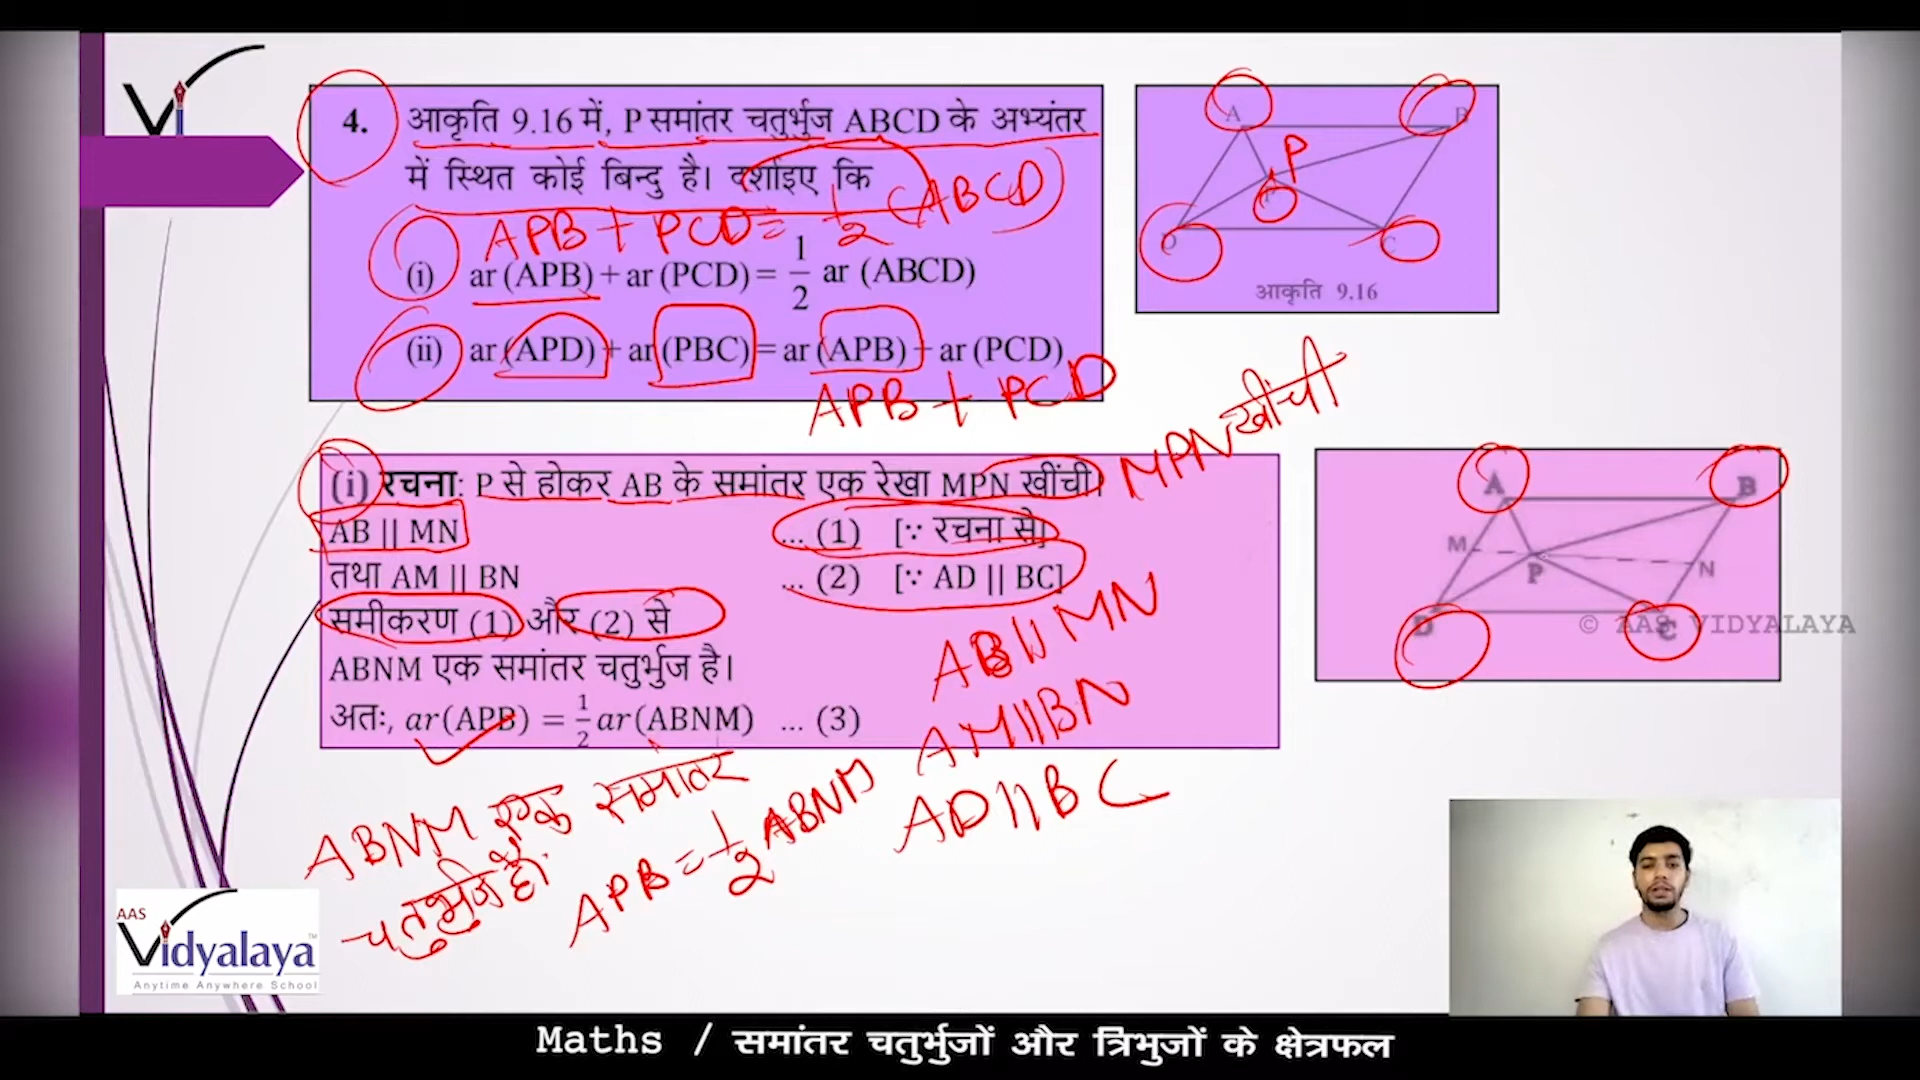 4. आकृति 9.16 में, P समांतर चतुर्भुज ABCD के अभ्यंतर
में स्थित कोई बिन्दु है। दर्शाइए कि
APB + PCD = 1/2 (ABCD)
(i) ar (APB) + ar (PCD) = 1/2 ar (ABCD)
(ii) ar (APD) + ar (PBC) = ar (APB) + ar (PCD)
APB + PCD
A B
P
P
D C
आकृति 9.16
(i) रचना: P से होकर AB के समांतर एक रेखा MPN खींची।
MPN खींची
AB || MN ... (1) [∵ रचना से]
तथा AM || BN ... (2) [∵ AD || BC]
समीकरण (1) और (2) से
ABNM एक समांतर चतुर्भुज है।
अतः, ar(APB) = 1/2 ar(ABNM) ... (3)
AB || MN
AM || BN
AD || BC
ABNM एक समांतर
चतुर्भुज है।
APB = 1/2 ABNM
A B
M
P N
D C
© AAS VIDYALAYA
AAS
Vidyalaya
Anytime Anywhere School
Maths / समांतर चतुर्भुजों और त्रिभुजों के क्षेत्रफल